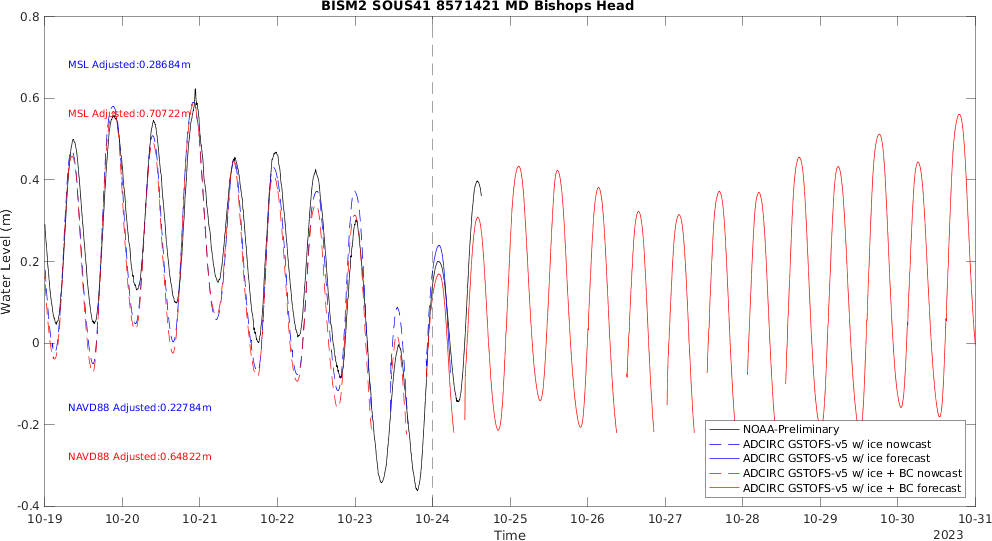 BISM2 SOUS41 8571421 MD Bishops Head
0.8
0.6
0.4
0.2
0
-0.2
-0.4
Water Level (m)
MSL Adjusted:0.28684m
MSL Adjusted:0.70722m
NAVD88 Adjusted:0.22784m
NAVD88 Adjusted:0.64822m
NOAA-Preliminary
ADCIRC GSTOFS-v5 w/ ice nowcast
ADCIRC GSTOFS-v5 w/ ice forecast
ADCIRC GSTOFS-v5 w/ ice + BC nowcast
ADCIRC GSTOFS-v5 w/ ice + BC forecast
10-19 10-20 10-21 10-22 10-23 10-24 10-25 10-26 10-27 10-28 10-29 10-30 10-31
Time
2023